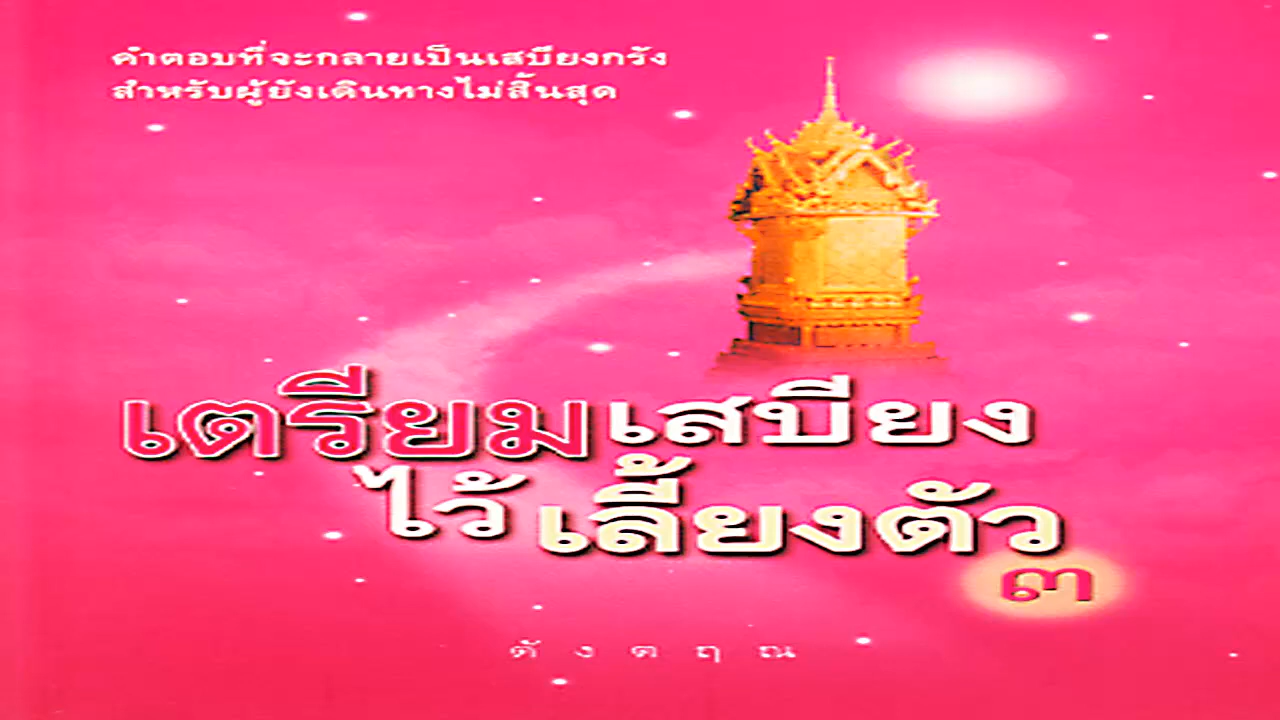 คำตอบที่จะกลายเป็นเสบียงกรัง
สำหรับผู้ยังเดินทางไม่สิ้นสุด
เตรียมเสบียง
ไว้เลี้ยงตัว
๓
ดังตฤณ